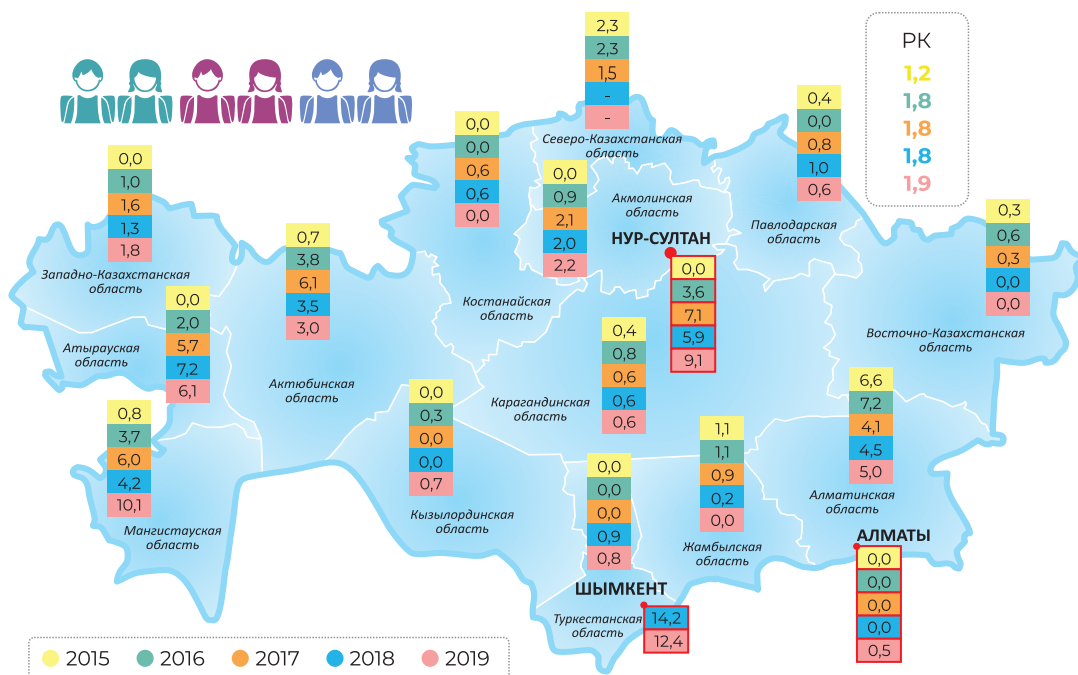 2,3
2,3
1,5
-
-
Северо-Казахстанская
область
РК
1,2
1,8
1,8
1,8
1,9
0,4
0,0
0,8
1,0
0,6
Павлодарская
область
0,0
0,0
0,6
0,6
0,0
Костанайская
область
0,0
0,9
2,1
2,0
2,2
Акмолинская
область
НУР-СУЛТАН
0,0
3,6
7,1
5,9
9,1
0,0
1,0
1,6
1,3
1,8
Западно-Казахстанская
область
0,3
0,6
0,3
0,0
0,0
Восточно-Казахстанская
область
0,7
3,8
6,1
3,5
3,0
Актюбинская
область
0,0
2,0
5,7
7,2
6,1
Атырауская
область
0,4
0,8
0,6
0,6
0,6
Карагандинская
область
0,8
3,7
6,0
4,2
10,1
Мангистауская
область
0,0
0,3
0,0
0,0
0,7
Кызылординская
область
6,6
7,2
4,1
4,5
5,0
Алматинская
область
1,1
1,1
0,9
0,2
0,0
Жамбылская
область
0,0
0,0
0,0
0,9
0,8
Туркестанская
область
ШЫМКЕНТ
14,2
12,4
АЛМАТЫ
0,0
0,0
0,0
0,0
0,5
2015 2016 2017 2018 2019